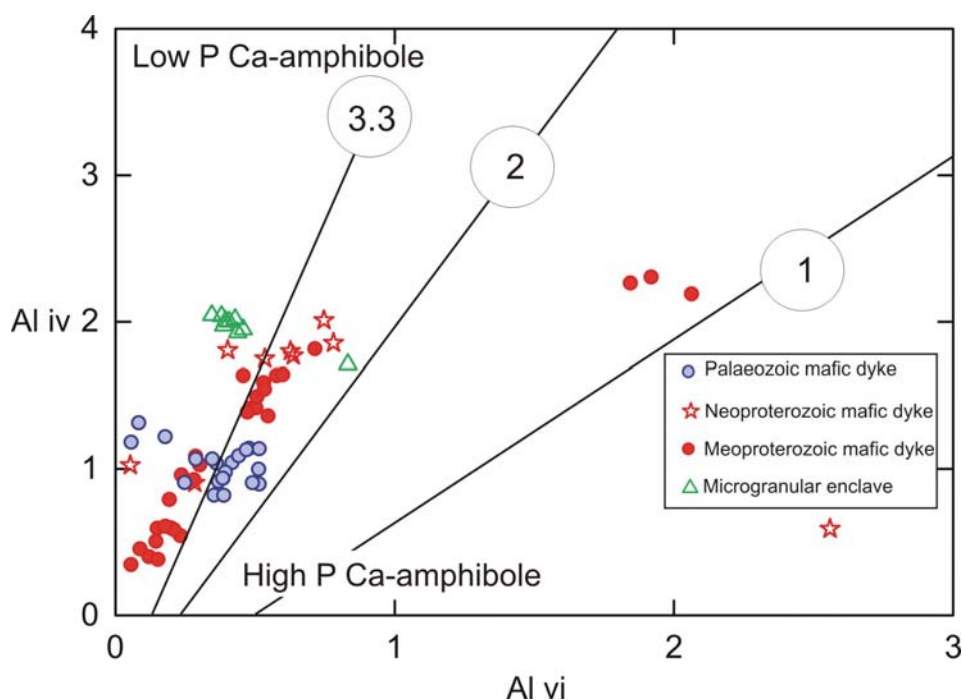 4
Low P Ca-amphibole
3.3
3
2
1
Al iv
2
Palaeozoic mafic dyke
Neoproterozoic mafic dyke
Meoproterozoic mafic dyke
Microgranular enclave
1
High P Ca-amphibole
0
0 1 2 3
Al vi